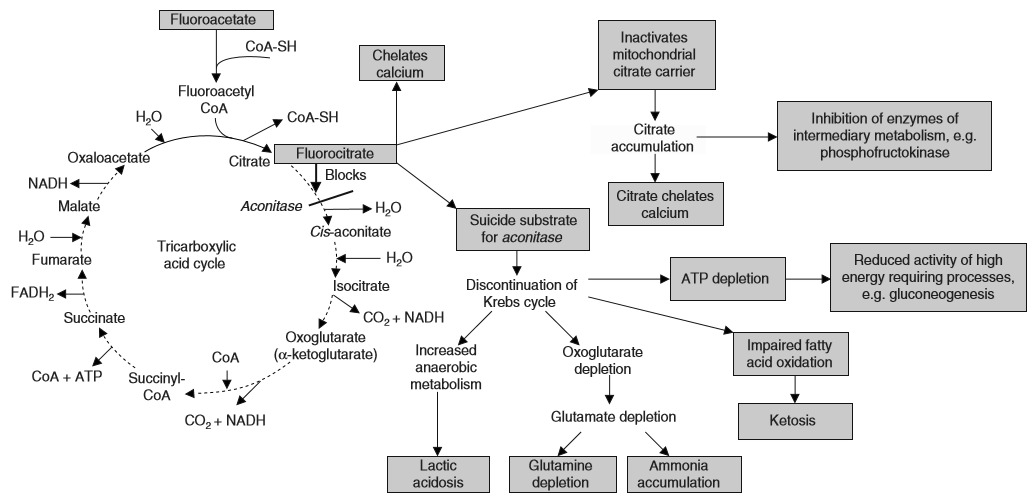 Fluoroacetate
CoA-SH
Fluoroacetyl
CoA
H₂O
CoA-SH
Oxaloacetate
Citrate
Fluorocitrate
Blocks
NADH
Aconitase
H₂O
Malate
Cis-aconitate
H₂O
Tricarboxylic
acid cycle
H₂O
Fumarate
Isocitrate
FADH₂
CO₂ + NADH
Succinate
Oxoglutarate
(α-ketoglutarate)
CoA
CoA + ATP
Succinyl-
CoA
CO₂ + NADH
Chelates
calcium
Inactivates
mitochondrial
citrate carrier
Citrate
accumulation
Inhibition of enzymes of
intermediary metabolism, e.g.
phosphofructokinase
Citrate chelates
calcium
Suicide substrate
for aconitase
Discontinuation of
Krebs cycle
ATP depletion
Reduced activity of high
energy requiring processes,
e.g. gluconeogenesis
Increased
anaerobic
metabolism
Oxoglutarate
depletion
Impaired fatty
acid oxidation
Glutamate depletion
Ketosis
Lactic
acidosis
Glutamine
depletion
Ammonia
accumulation